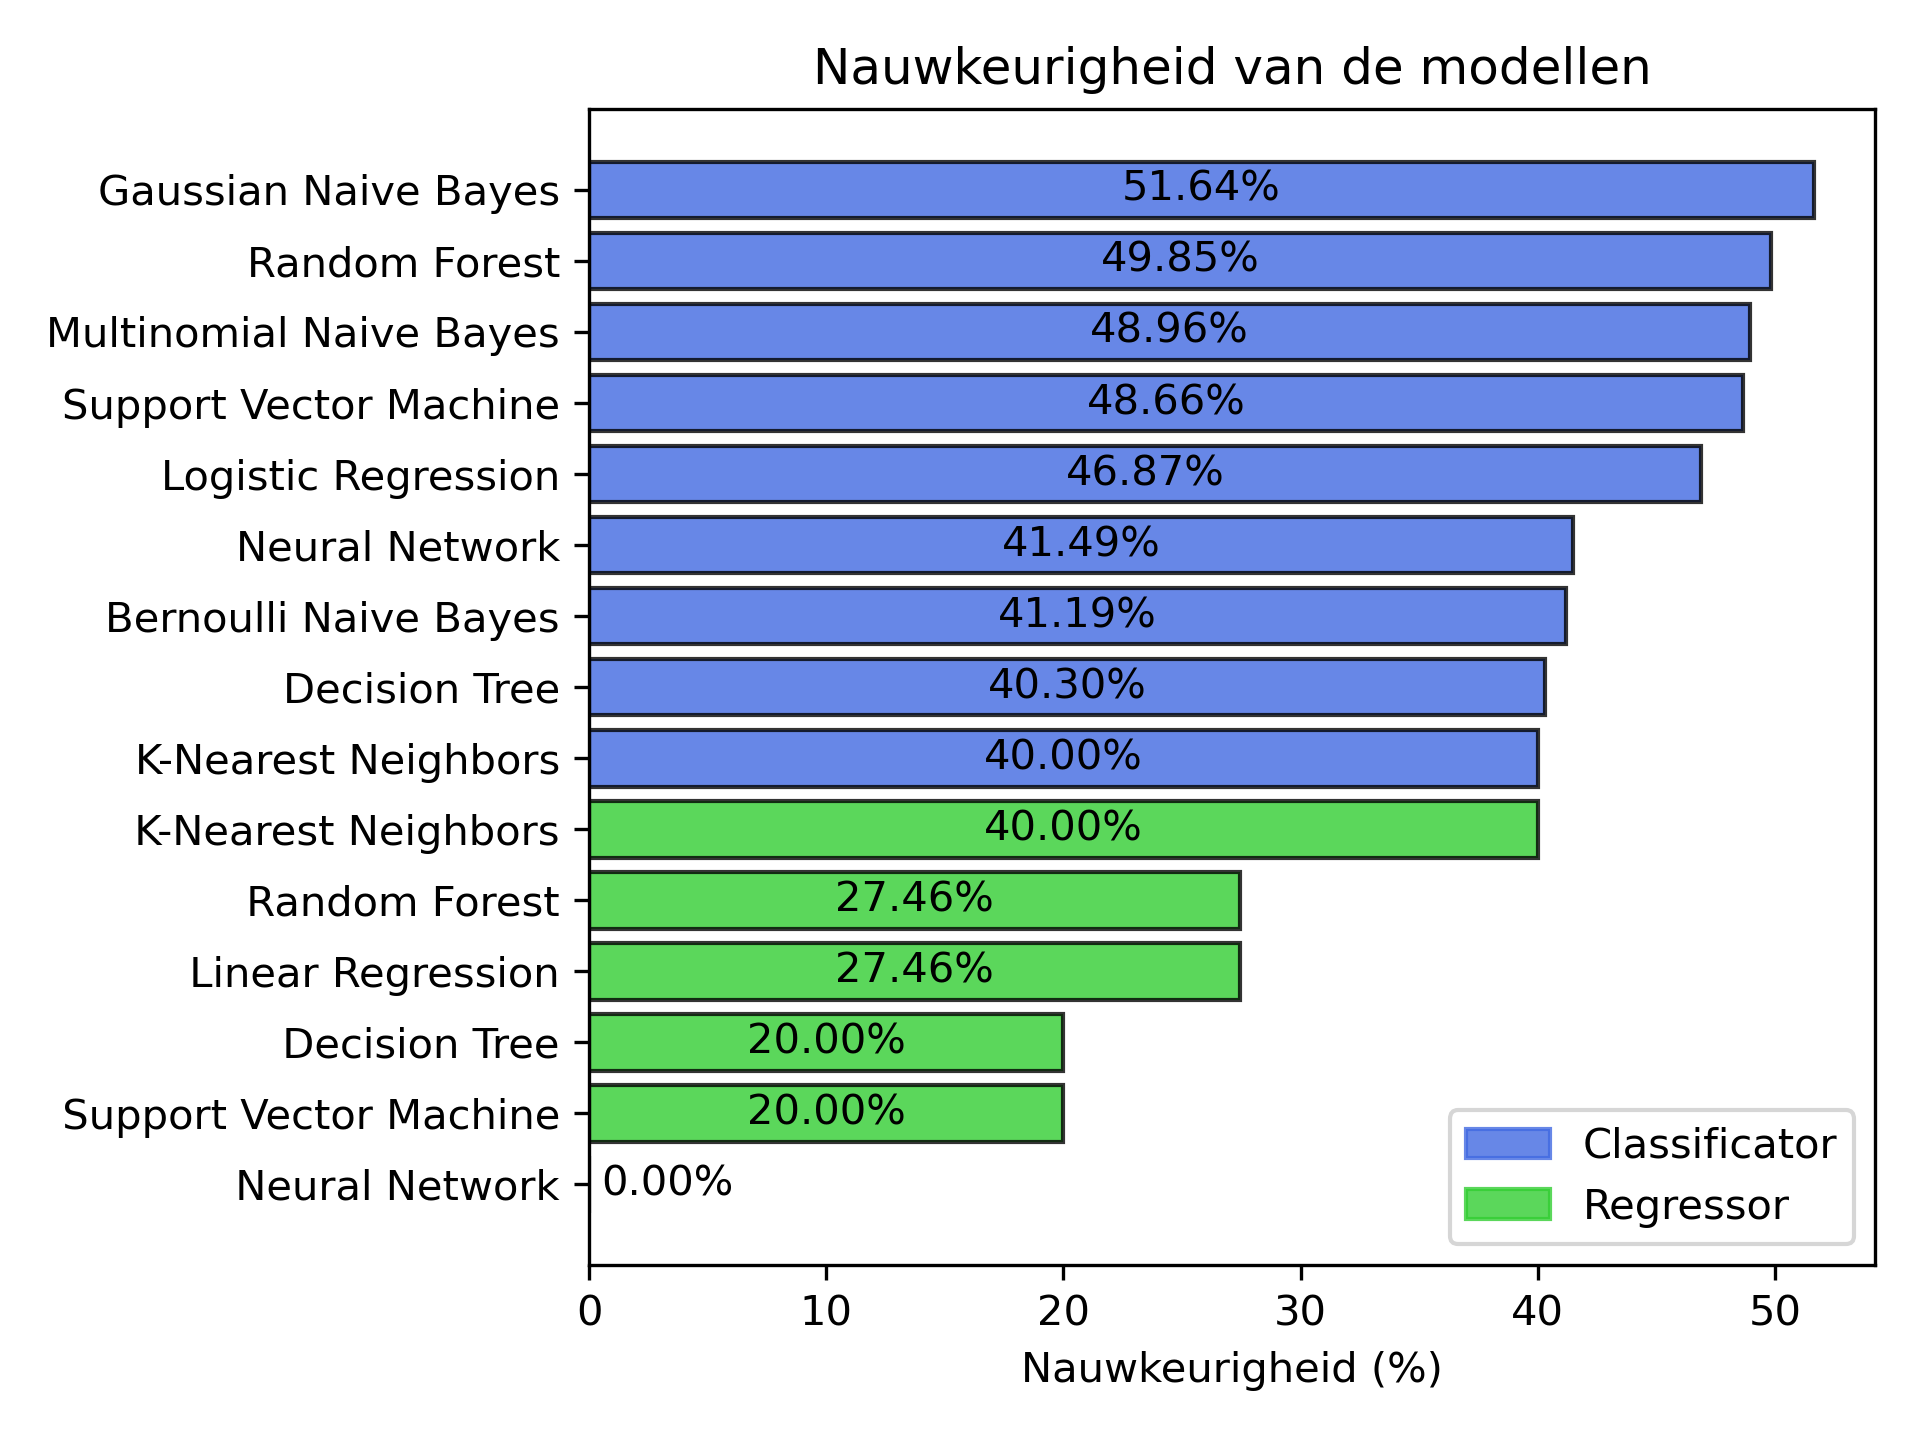 Nauwkeurigheid van de modellen
Gaussian Naive Bayes 51.64%
Random Forest 49.85%
Multinomial Naive Bayes 48.96%
Support Vector Machine 48.66%
Logistic Regression 46.87%
Neural Network 41.49%
Bernoulli Naive Bayes 41.19%
Decision Tree 40.30%
K-Nearest Neighbors 40.00%
K-Nearest Neighbors 40.00%
Random Forest 27.46%
Linear Regression 27.46%
Decision Tree 20.00%
Support Vector Machine 20.00%
Neural Network 0.00%
Classificator
Regressor
0 10 20 30 40 50
Nauwkeurigheid (%)